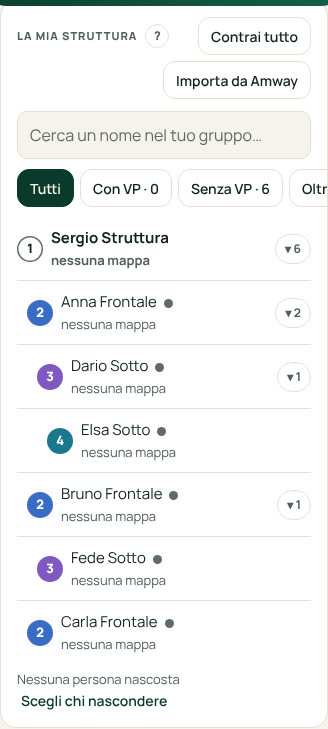 LA MIA STRUTTURA ? Contrai tutto
Importa da Amway
Cerca un nome nel tuo gruppo…
Tutti Con VP · 0 Senza VP · 6 Oltr
1 Sergio Struttura ▾ 6
nessuna mappa
2 Anna Frontale ▾ 2
nessuna mappa
3 Dario Sotto ▾ 1
nessuna mappa
4 Elsa Sotto
nessuna mappa
2 Bruno Frontale ▾ 1
nessuna mappa
3 Fede Sotto
nessuna mappa
2 Carla Frontale
nessuna mappa
Nessuna persona nascosta
Scegli chi nascondere